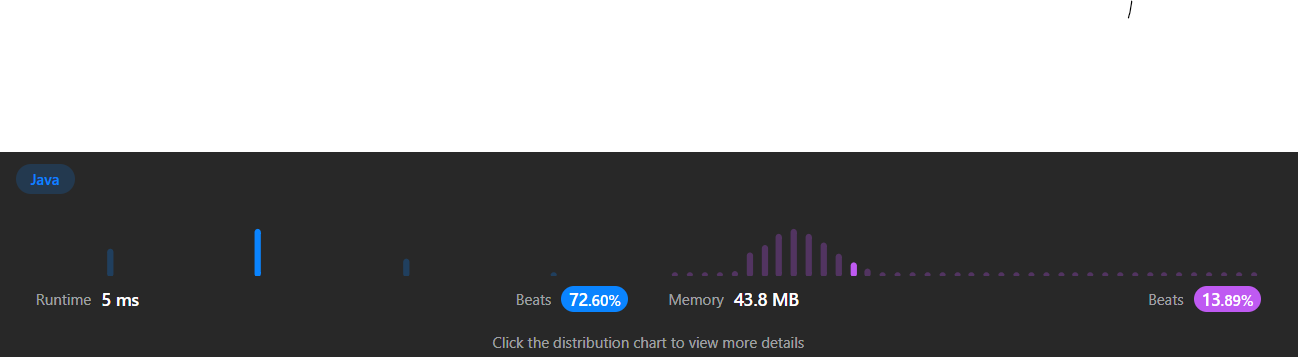 Java
Runtime 5 ms Beats 72.60% Memory 43.8 MB Beats 13.89%
Click the distribution chart to view more details